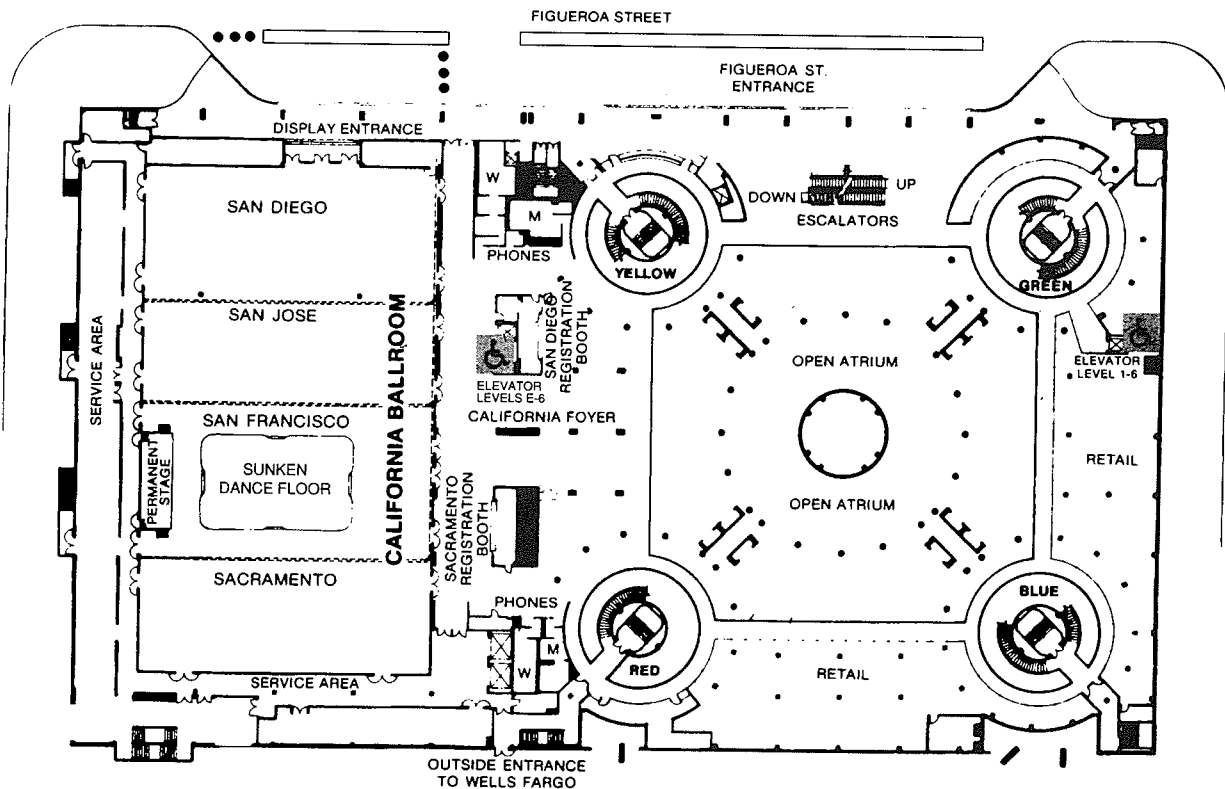 FIGUEROA STREET
FIGUEROA ST.
ENTRANCE
DISPLAY ENTRANCE
W
M
PHONES
DOWN
UP
ESCALATORS
YELLOW
GREEN
SAN DIEGO
SAN JOSE
SAN FRANCISCO
SUNKEN
DANCE FLOOR
PERMANENT
STAGE
SACRAMENTO
SERVICE AREA
CALIFORNIA BALLROOM
SAN DIEGO
REGISTRATION
BOOTH
ELEVATOR
LEVELS E-6
CALIFORNIA FOYER
SACRAMENTO
REGISTRATION
BOOTH
OPEN ATRIUM
OPEN ATRIUM
ELEVATOR
LEVEL 1-6
RETAIL
PHONES
W
M
RED
BLUE
RETAIL
SERVICE AREA
OUTSIDE ENTRANCE
TO WELLS FARGO